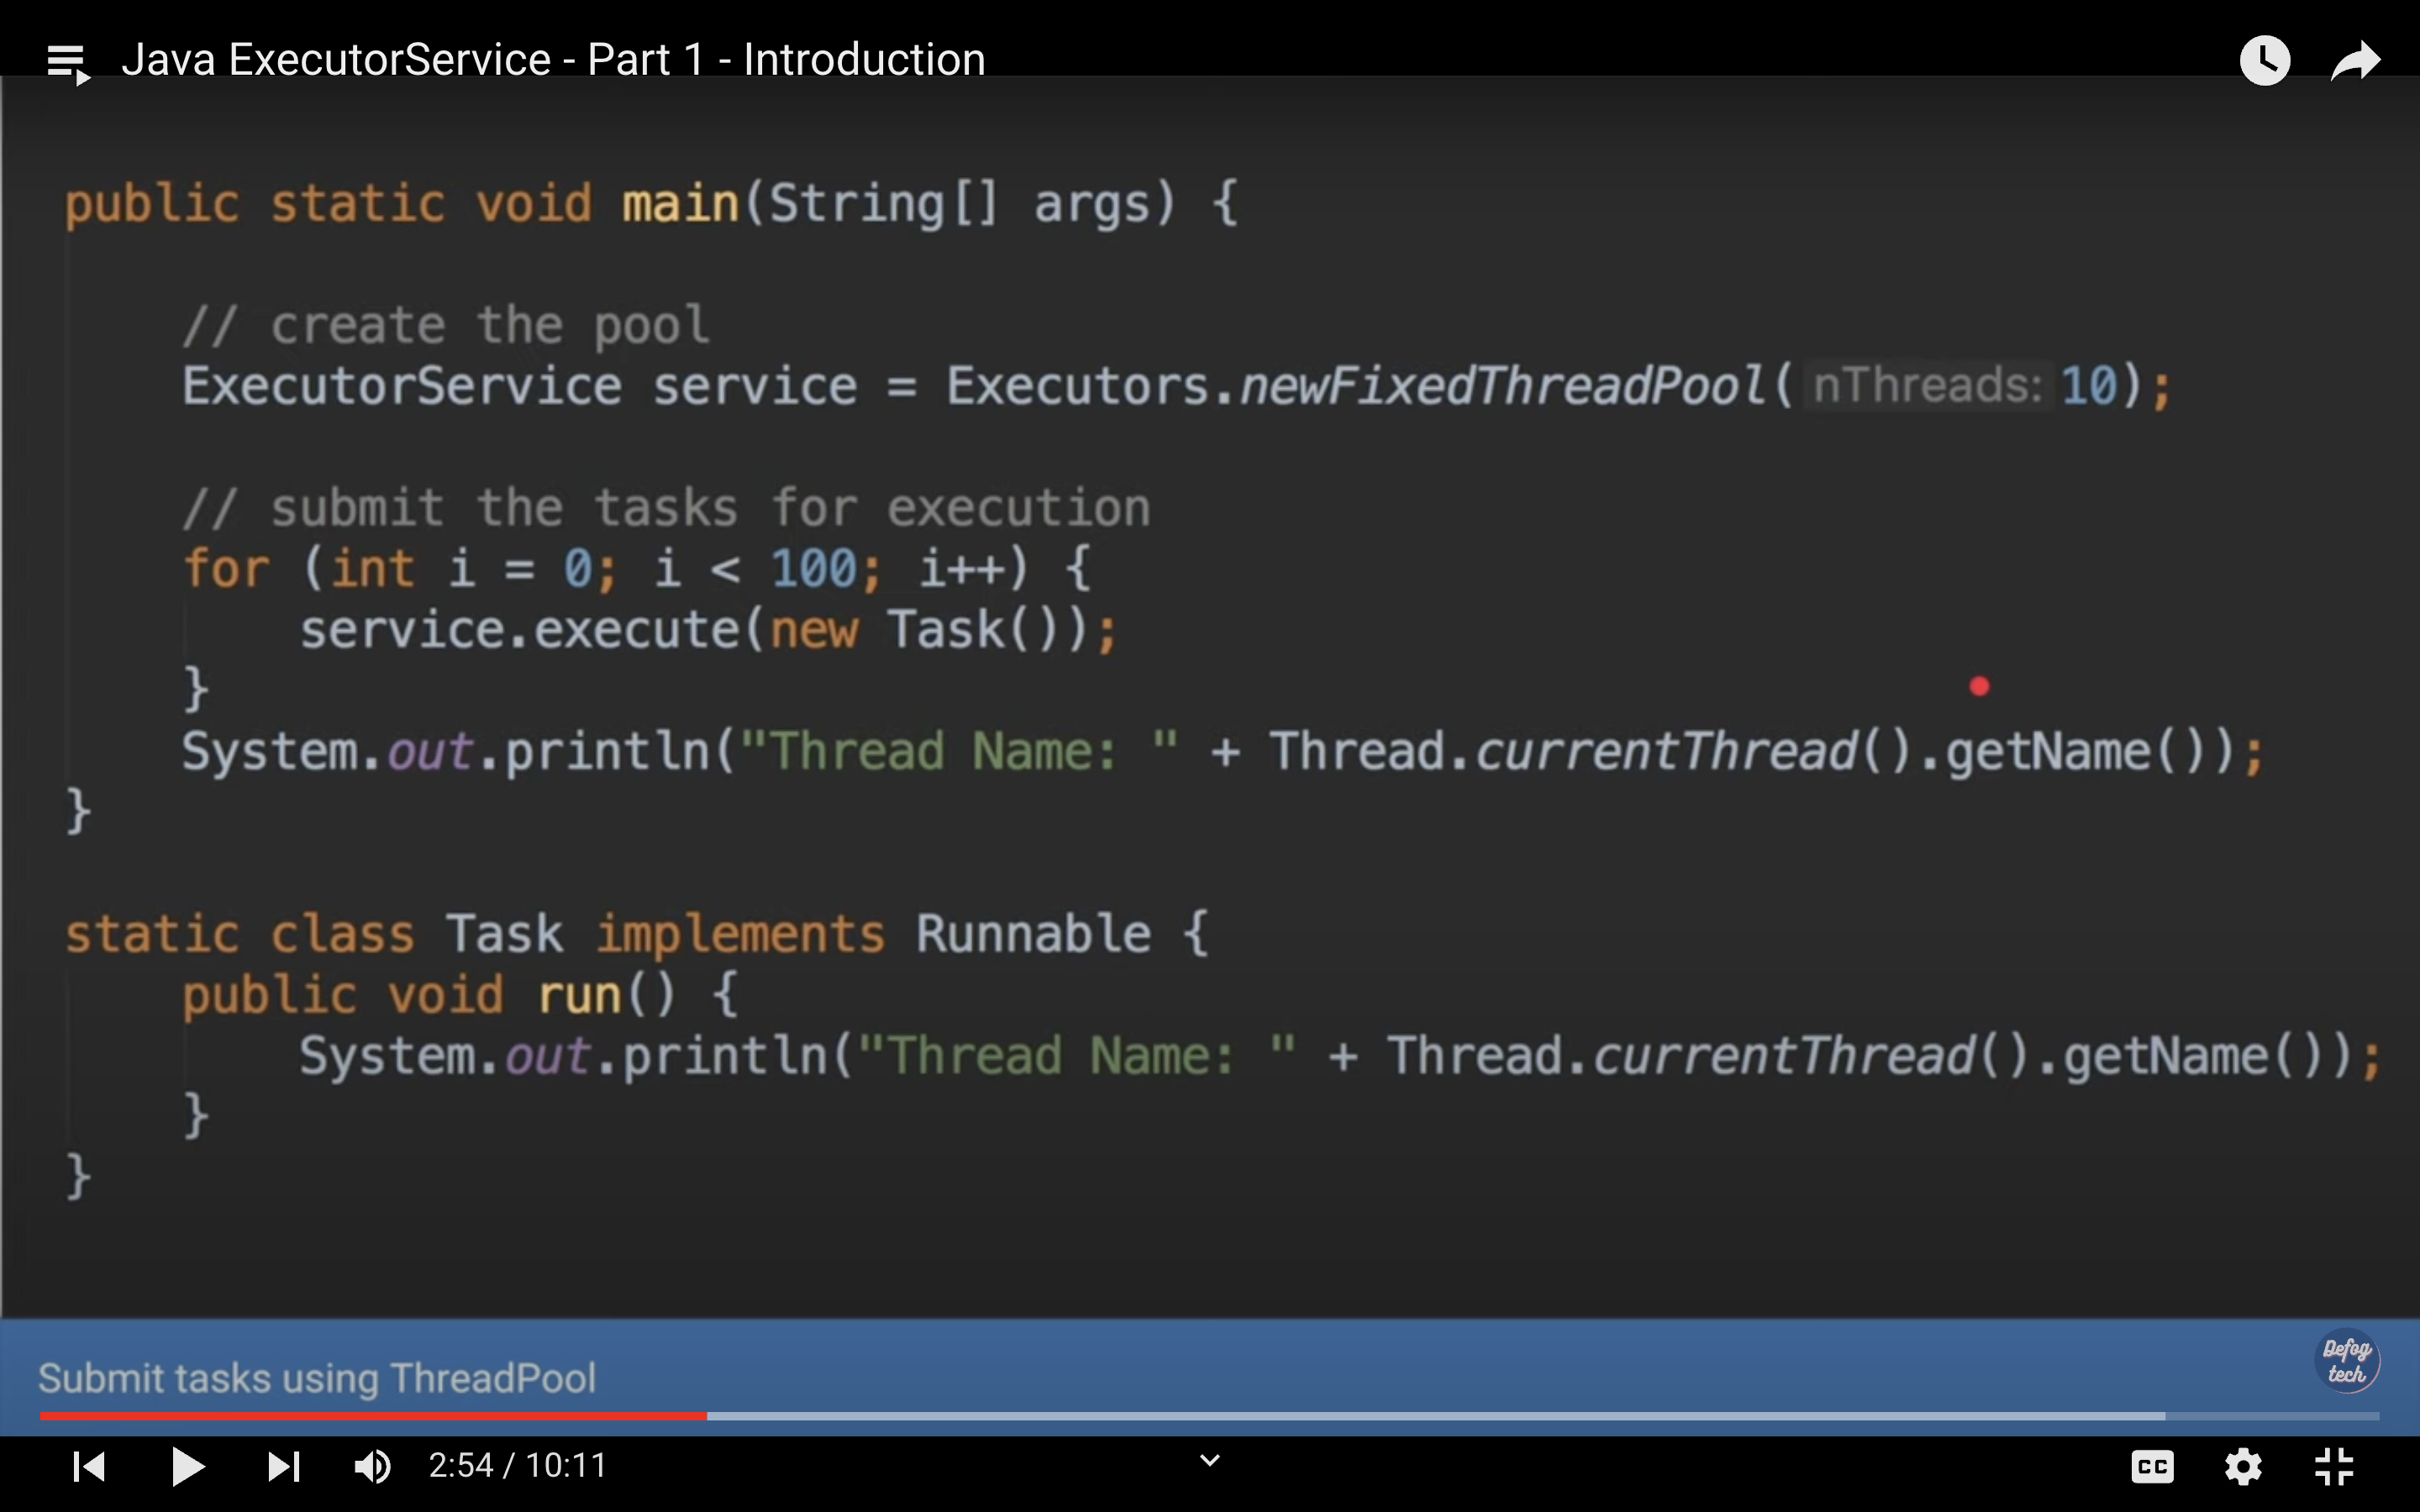 Java ExecutorService - Part 1 - Introduction
public static void main(String[] args) {
// create the pool
ExecutorService service = Executors.newFixedThreadPool( nThreads: 10);
// submit the tasks for execution
for (int i = 0; i < 100; i++) {
service.execute(new Task());
}
System.out.println("Thread Name: " + Thread.currentThread().getName());
}
static class Task implements Runnable {
public void run() {
System.out.println("Thread Name: " + Thread.currentThread().getName());
}
}
Submit tasks using ThreadPool
Defog
tech
2:54 / 10:11
CC